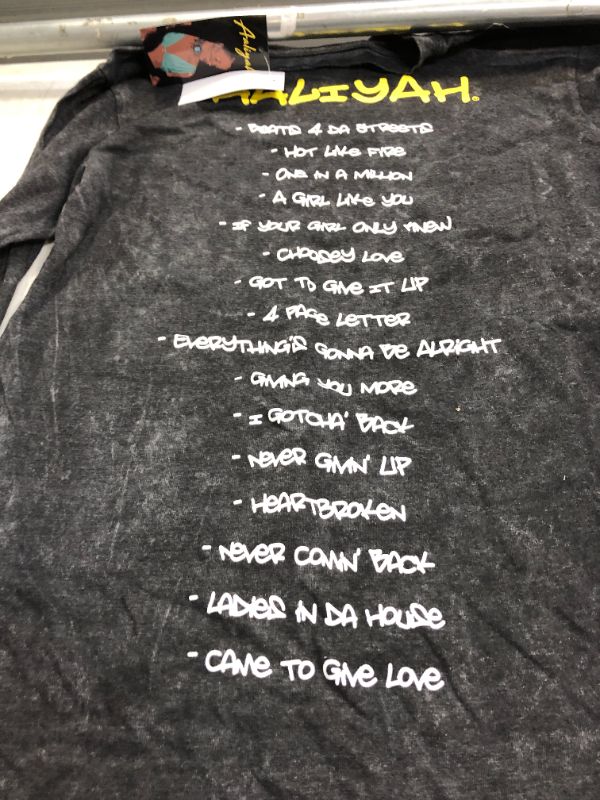 Aaliyah
AALIYAH.
- BEATS 4 DA STREETS
- HOT LIKE FIRE
- ONE IN A MILLION
- A GIRL LIKE YOU
- IF YOUR GIRL ONLY KNEW
- CHOOSEY LOVE
- GOT TO GIVE IT UP
- 4 PAGE LETTER
- EVERYTHING'S GONNA BE ALRIGHT
- GIVING YOU MORE
- I GOTCHA' BACK
- NEVER GIVIN' UP
- HEARTBROKEN
- NEVER COMIN' BACK
- LADIES IN DA HOUSE
- CAME TO GIVE LOVE